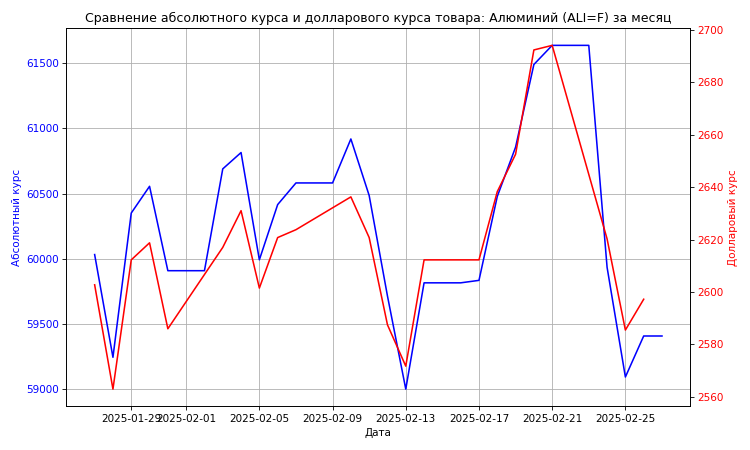 Сравнение абсолютного курса и долларового курса товара: Алюминий (ALI=F) за месяц
Абсолютный курс
61500
61000
60500
60000
59500
59000
2700
2680
2660
2640
2620
2600
2580
2560
Долларовый курс
2025-01-29 2025-02-01 2025-02-05 2025-02-09 2025-02-13 2025-02-17 2025-02-21 2025-02-25
Дата